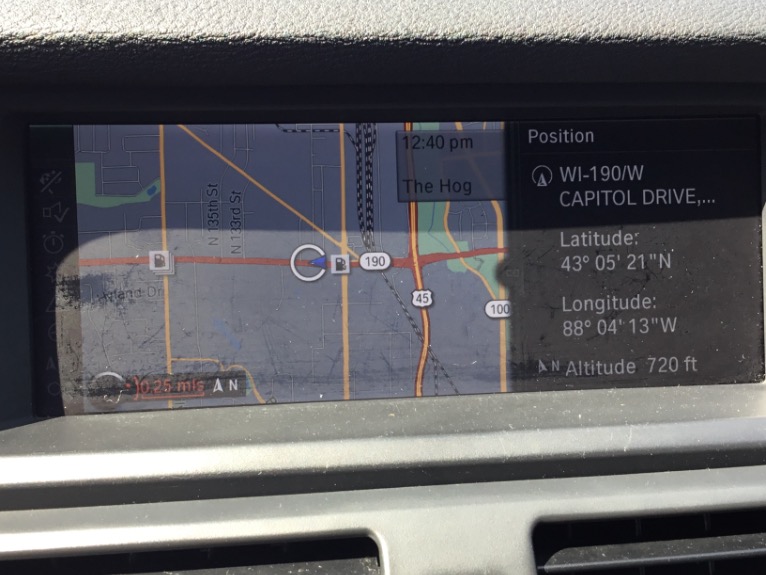 12:40 pm
The Hog
Position
WI-190/W
CAPITOL DRIVE,...
Latitude:
43° 05' 21"N
Longitude:
88° 04' 13"W
N Altitude 720 ft
N 135th St
N 133rd St
190
45
100
Dr
0.25 mls N